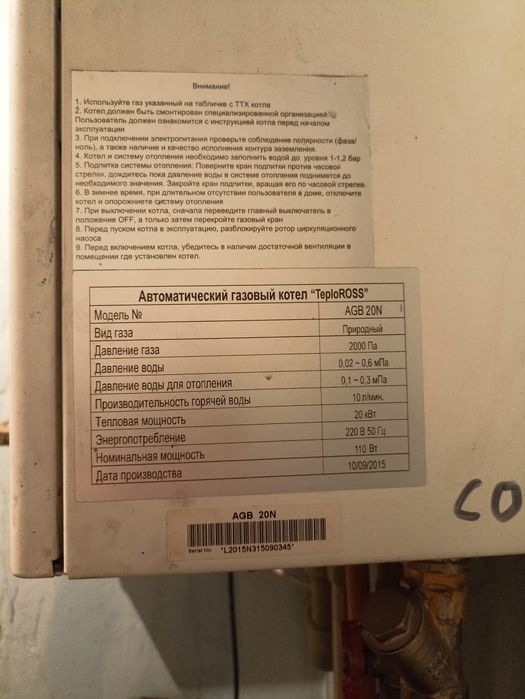 Внимание!
1. Используйте газ указанный на табличке с ТТХ котла
2. Котел должен быть смонтирован специализированной организацией.
Пользователь должен ознакомится с инструкцией котла перед началом
эксплуатации
3. При подключении электропитания проверьте соблюдение полярности (фаза/
ноль), а также наличие и качество исполнения контура заземления.
4. Котел и систему отопления необходимо заполнить водой до уровня 1-1,2 бар
5. Подпитка системы отопления: Поверните кран подпитки против часовой
стрелки, дождитесь пока давление воды в системе отопления поднимется до
необходимого значения. Закройте кран подпитки, вращая его по часовой стрелке.
6. В зимнее время, при длительном отсутствии пользователя в доме, отключите
котел и опорожните систему отопления
7. При выключении котла, сначала переведите главный выключатель в
положение OFF, а только затем перекройте газовый кран
8. Перед пуском котла в эксплуатацию, разблокируйте ротор циркуляционного
насоса
9. Перед включением котла, убедитесь в наличии достаточной вентиляции в
помещении где установлен котел.
Автоматический газовый котел "TeploROSS"
Модель № AGB 20N
Вид газа Природный
Давление газа 2000 Па
Давление воды 0,02 ~ 0,6 мПа
Давление воды для отопления 0,1 ~ 0,3 мПа
Производительность горячей воды 10 л/мин.
Тепловая мощность 20 кВт
Энергопотребление 220 В 50 Гц
Номинальная мощность 110 Вт
Дата производства 10/09/2015
AGB 20N
Serial No: *L2015N315090345*
CO